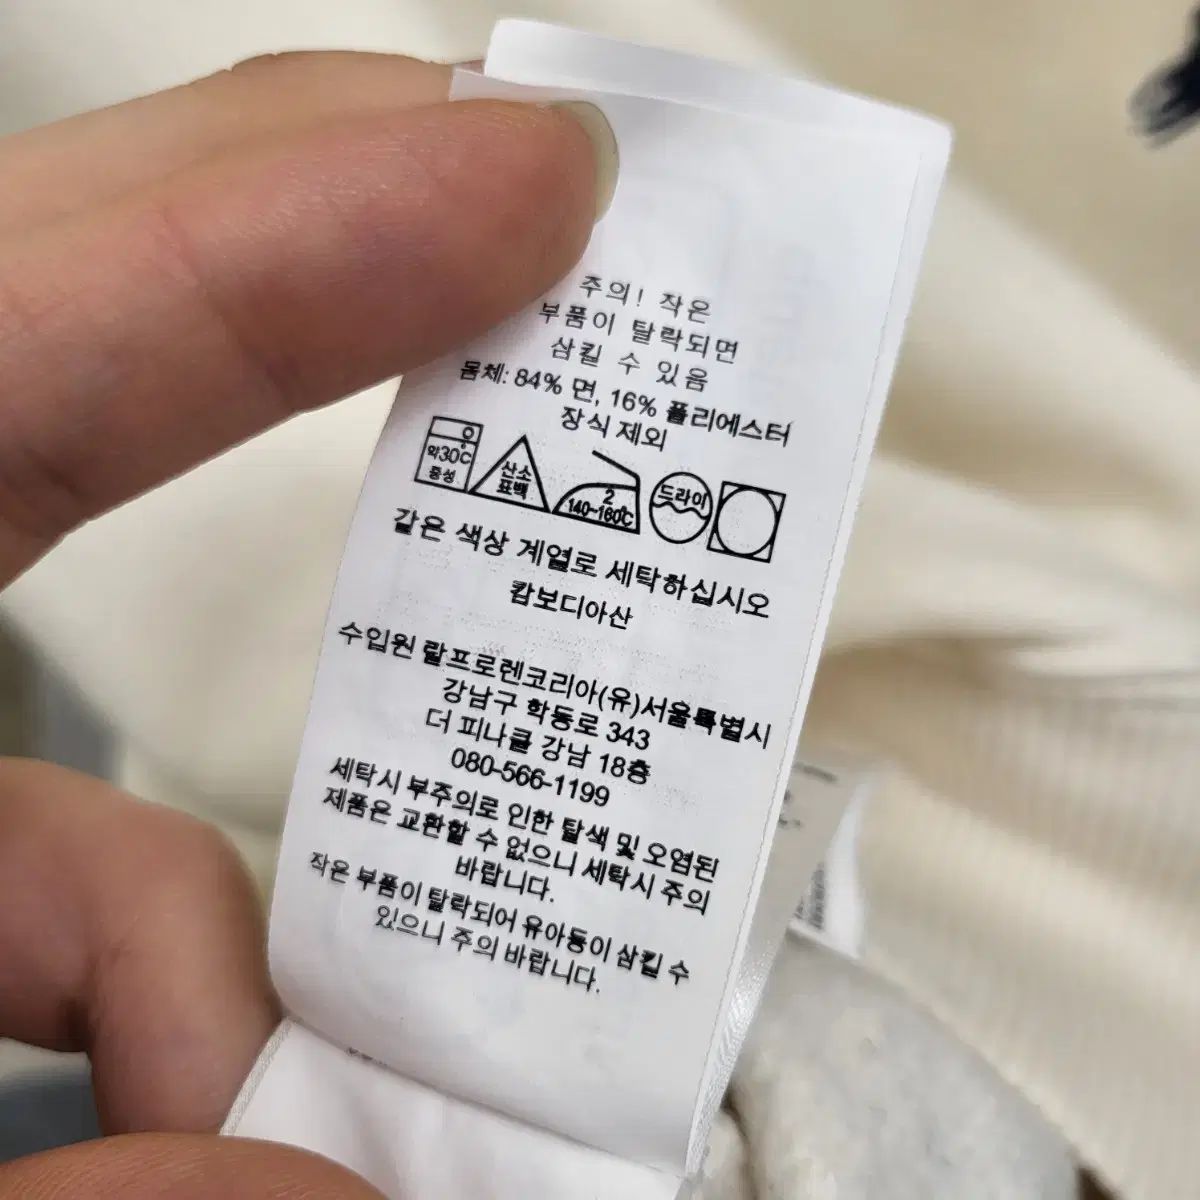 주의! 작은
부품이 탈락되면
삼킬 수 있음
몸체: 84% 면, 16% 폴리에스터
장식 제외
약30℃
중성
산소
표백
2
140~160℃
드라이
같은 색상 계열로 세탁하십시오
캄보디아산
수입원 랄프로렌코리아(유)서울특별시
강남구 학동로 343
더 피나클 강남 18층
080-566-1199
세탁시 부주의로 인한 탈색 및 오염된
제품은 교환할 수 없으니 세탁시 주의
바랍니다.
작은 부품이 탈락되어 유아등이 삼킬 수
있으니 주의 바랍니다.